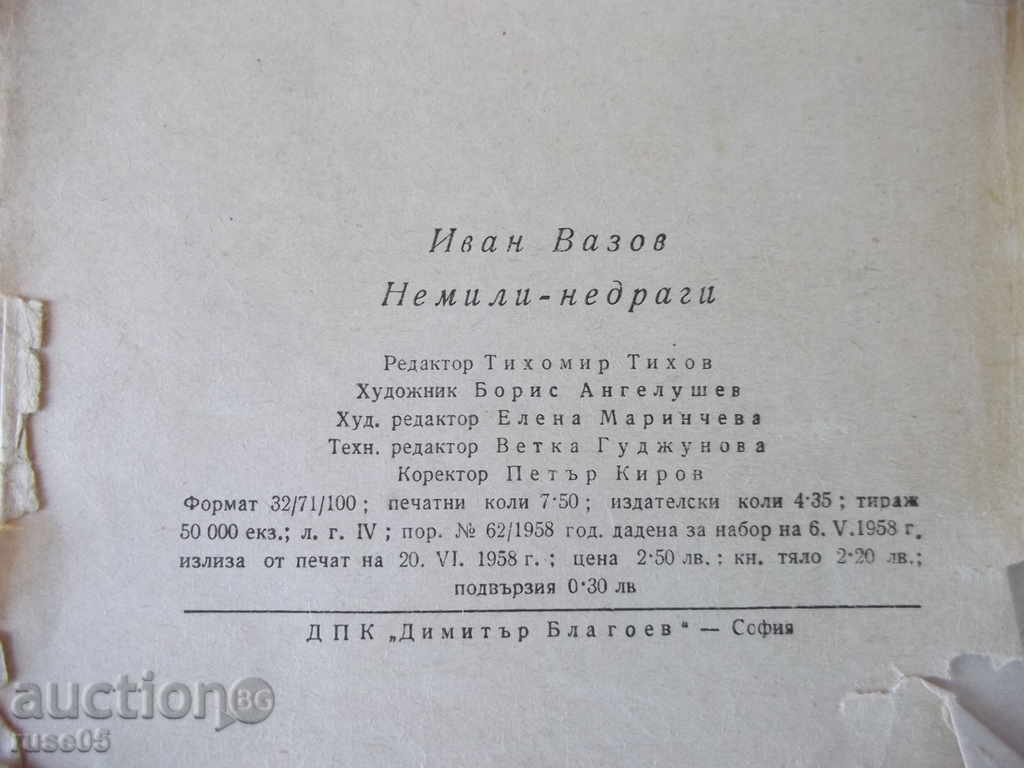 Иван Вазов
Немили-недраги
Редактор Тихомир Тихов
Художник Борис Ангелушев
Худ. редактор Елена Маринчева
Техн. редактор Ветка Гуджунова
Коректор Петър Киров
Формат 32/71/100; печатни коли 7·50; издателски коли 4·35; тираж
50 000 екз.; л. г. IV; пор. № 62/1958 год. дадена за набор на 6. V.1958 г.
излиза от печат на 20. VI. 1958 г.; цена 2·50 лв.; кн. тяло 2·20 лв.;
подвързия 0·30 лв
ДПК „Димитър Благоев“ — София
auction BG
ruse05